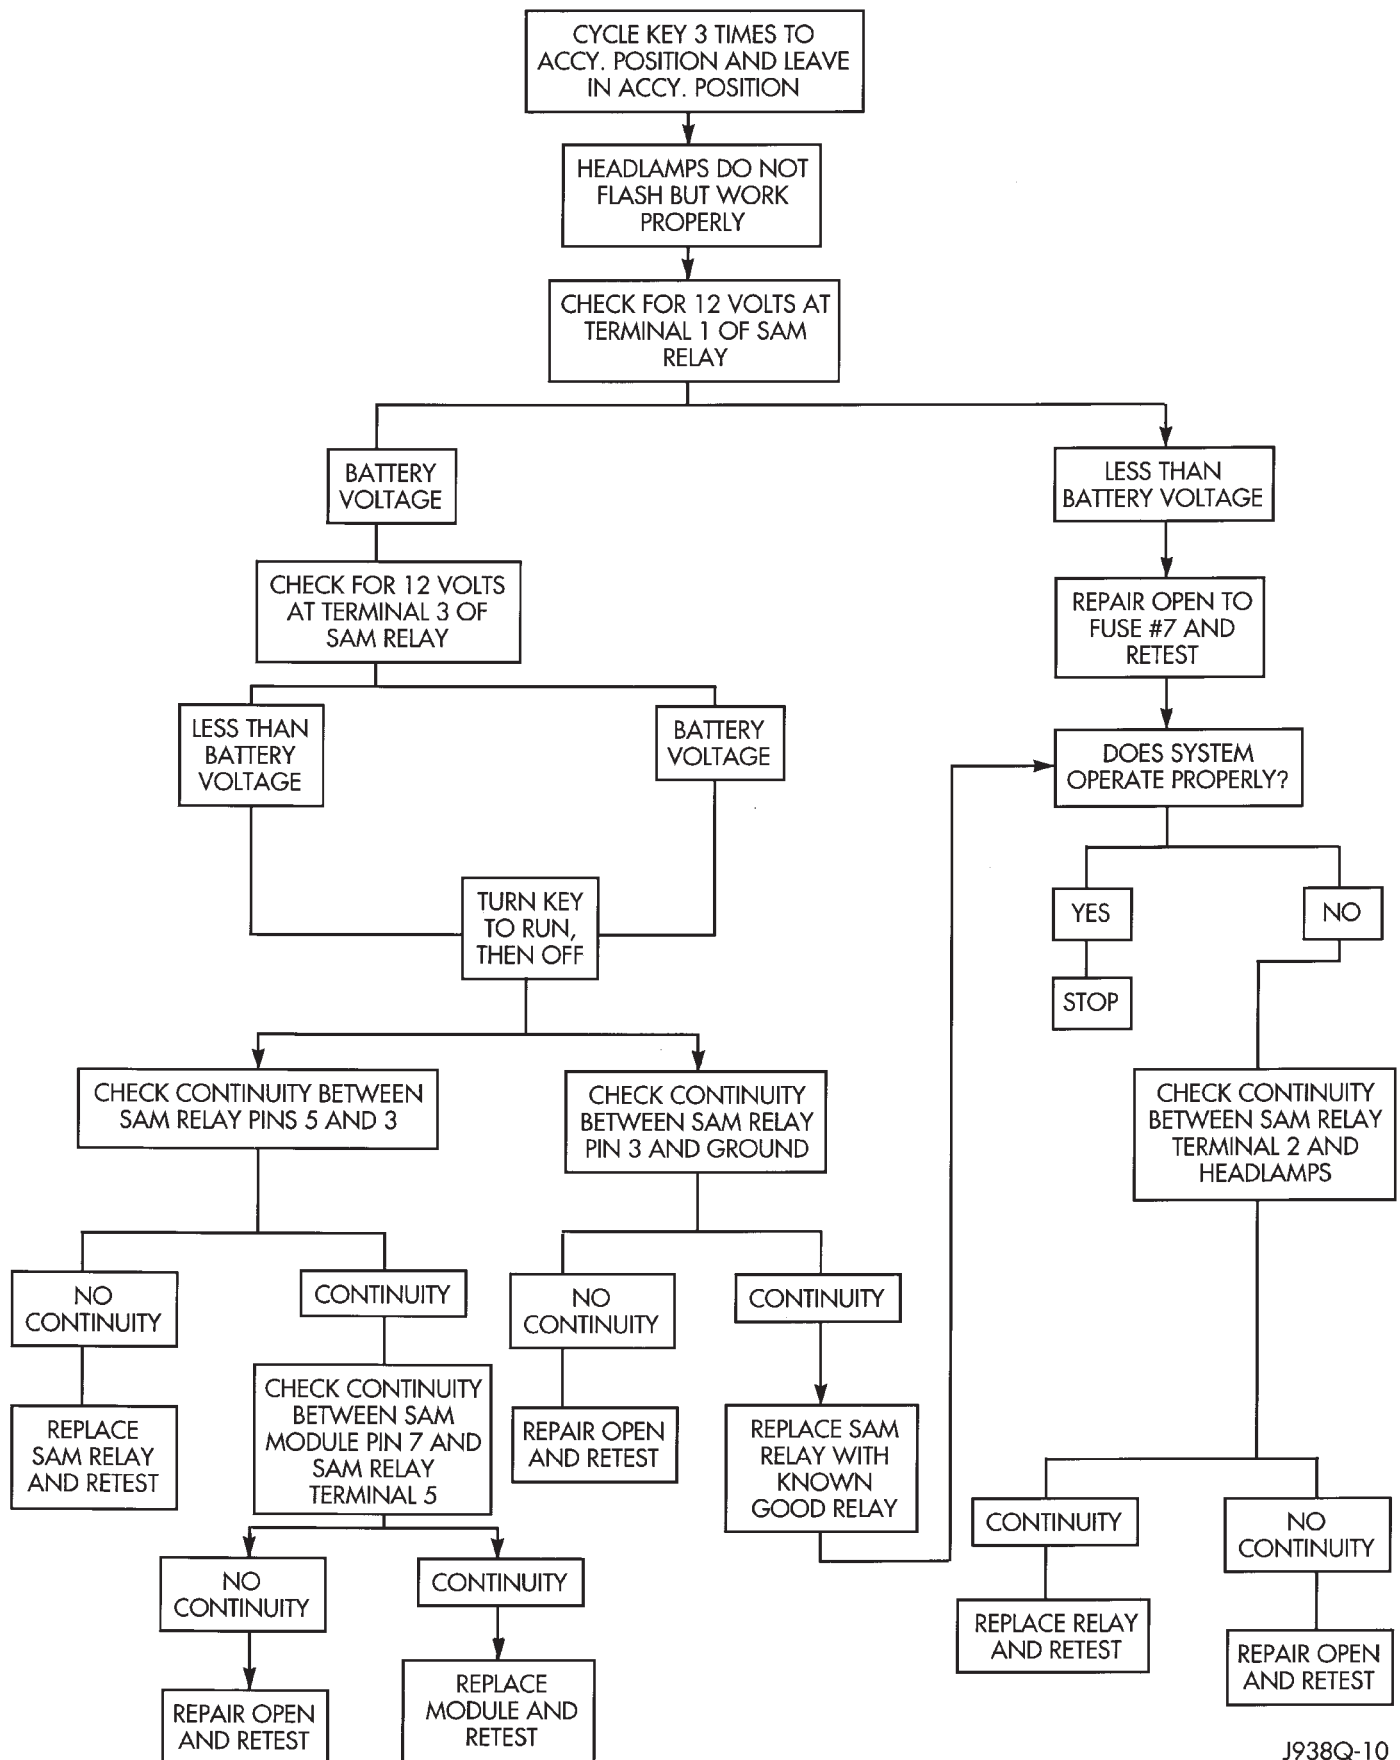 CYCLE KEY 3 TIMES TO
ACCY. POSITION AND LEAVE
IN ACCY. POSITION
HEADLAMPS DO NOT
FLASH BUT WORK
PROPERLY
CHECK FOR 12 VOLTS AT
TERMINAL 1 OF SAM
RELAY
BATTERY
VOLTAGE
LESS THAN
BATTERY VOLTAGE
CHECK FOR 12 VOLTS
AT TERMINAL 3 OF
SAM RELAY
REPAIR OPEN TO
FUSE #7 AND
RETEST
LESS THAN
BATTERY
VOLTAGE
BATTERY
VOLTAGE
DOES SYSTEM
OPERATE PROPERLY?
TURN KEY
TO RUN,
THEN OFF
YES
NO
STOP
CHECK CONTINUITY BETWEEN
SAM RELAY PINS 5 AND 3
CHECK CONTINUITY
BETWEEN SAM RELAY
PIN 3 AND GROUND
CHECK CONTINUITY
BETWEEN SAM RELAY
TERMINAL 2 AND
HEADLAMPS
NO
CONTINUITY
CONTINUITY
NO
CONTINUITY
CONTINUITY
REPLACE
SAM RELAY
AND RETEST
CHECK CONTINUITY
BETWEEN SAM
MODULE PIN 7 AND
SAM RELAY
TERMINAL 5
REPAIR OPEN
AND RETEST
REPLACE SAM
RELAY WITH
KNOWN
GOOD RELAY
CONTINUITY
NO
CONTINUITY
NO
CONTINUITY
CONTINUITY
REPLACE RELAY
AND RETEST
REPAIR OPEN
AND RETEST
REPAIR OPEN
AND RETEST
REPLACE
MODULE AND
RETEST
J938Q-10